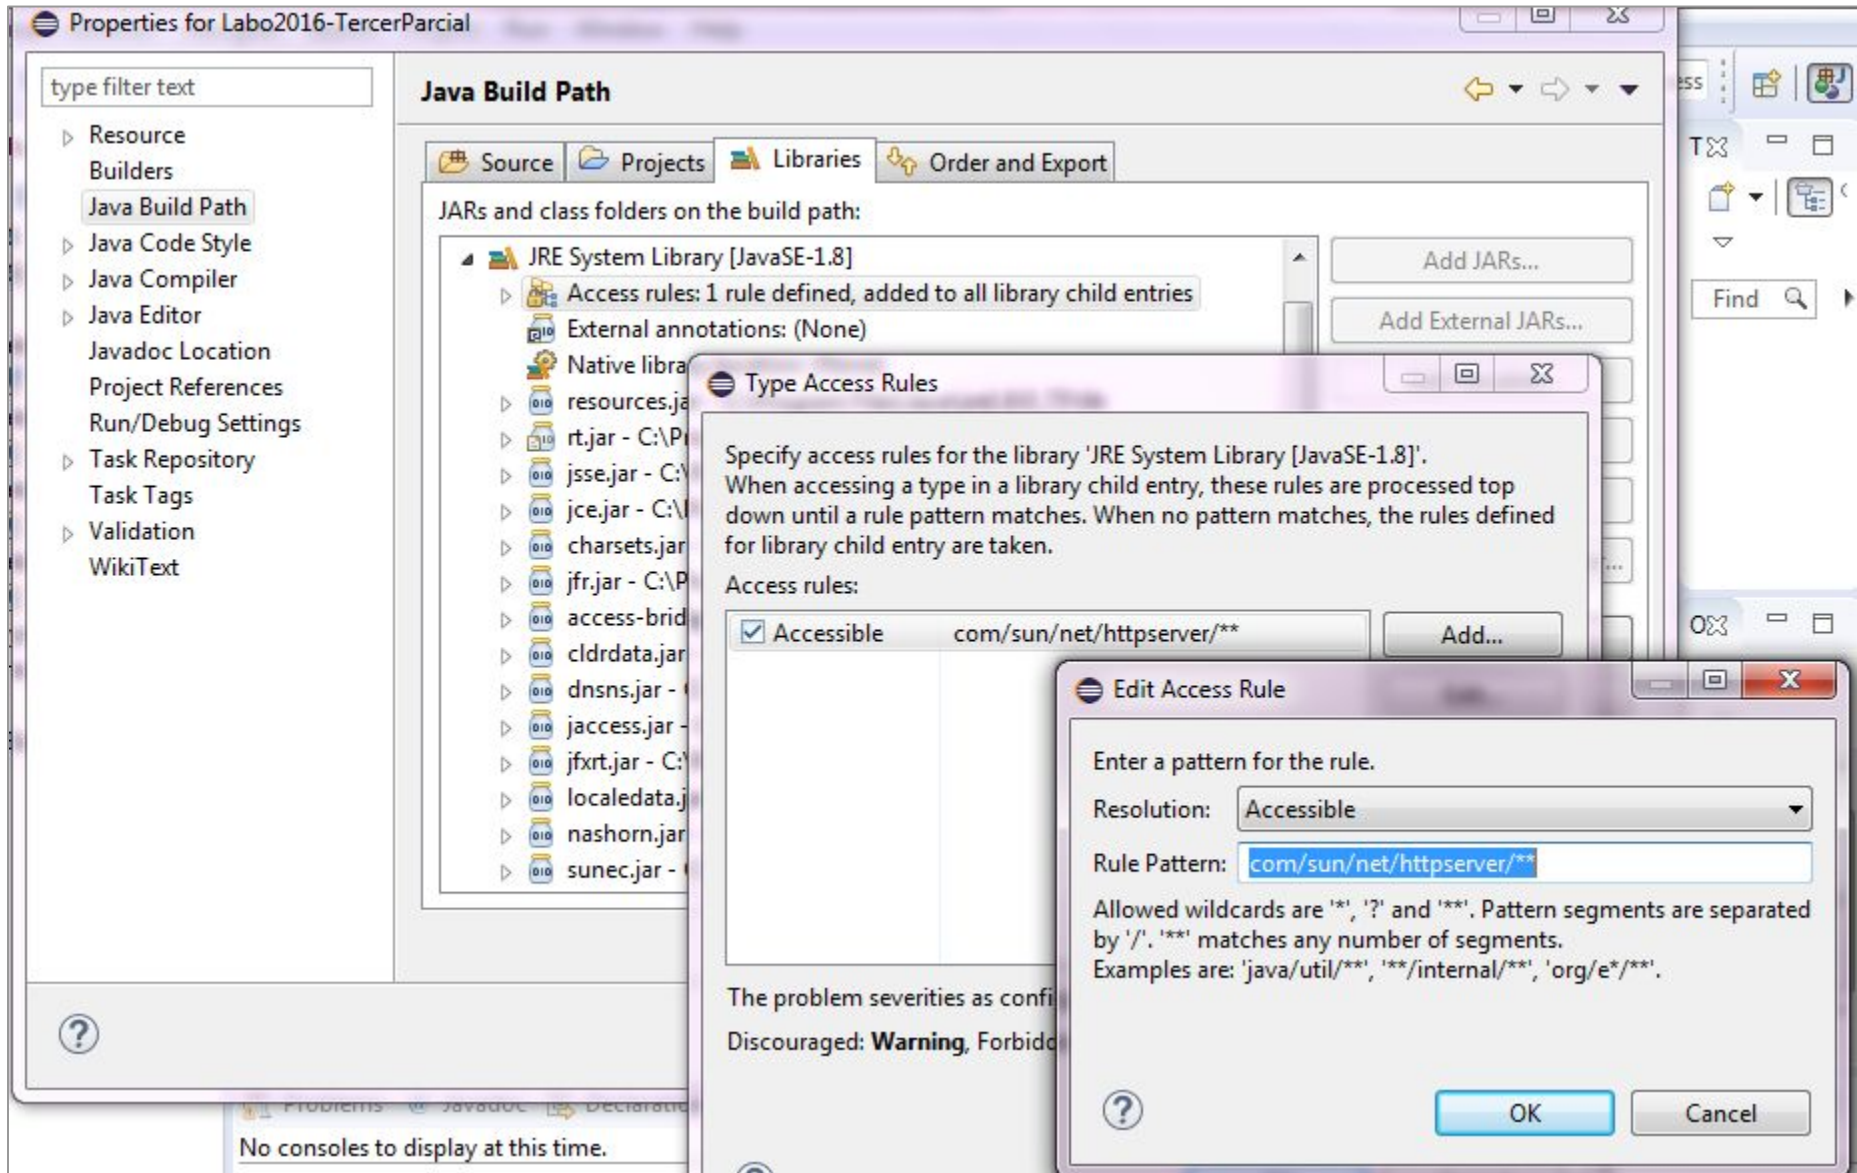 Properties for Labo2016-TercerParcial
type filter text
Resource
Builders
Java Build Path
Java Code Style
Java Compiler
Java Editor
Javadoc Location
Project References
Run/Debug Settings
Task Repository
Task Tags
Validation
WikiText
Java Build Path
Source
Projects
Libraries
Order and Export
JARs and class folders on the build path:
JRE System Library [JavaSE-1.8]
Access rules: 1 rule defined, added to all library child entries
External annotations: (None)
Native libra
resources.ja
rt.jar - C:\P
jsse.jar - C:\
jce.jar - C:\
charsets.jar
jfr.jar - C:\P
access-brid
cldrdata.jar
dnsns.jar -
jaccess.jar -
jfxrt.jar - C:
localedata.j
nashorn.jar
sunec.jar -
Add JARs...
Add External JARs...
Type Access Rules
Specify access rules for the library 'JRE System Library [JavaSE-1.8]'.
When accessing a type in a library child entry, these rules are processed top
down until a rule pattern matches. When no pattern matches, the rules defined
for library child entry are taken.
Access rules:
Accessible com/sun/net/httpserver/**
Add...
The problem severities as confi
Discouraged: Warning, Forbidd
Edit Access Rule
Enter a pattern for the rule.
Resolution: Accessible
Rule Pattern: com/sun/net/httpserver/**
Allowed wildcards are '*', '?' and '**'. Pattern segments are separated
by '/'. '**' matches any number of segments.
Examples are: 'java/util/**', '**/internal/**', 'org/e*/**'.
OK
Cancel
ess
T
Find
O
Problems
Javadoc
Declaration
No consoles to display at this time.